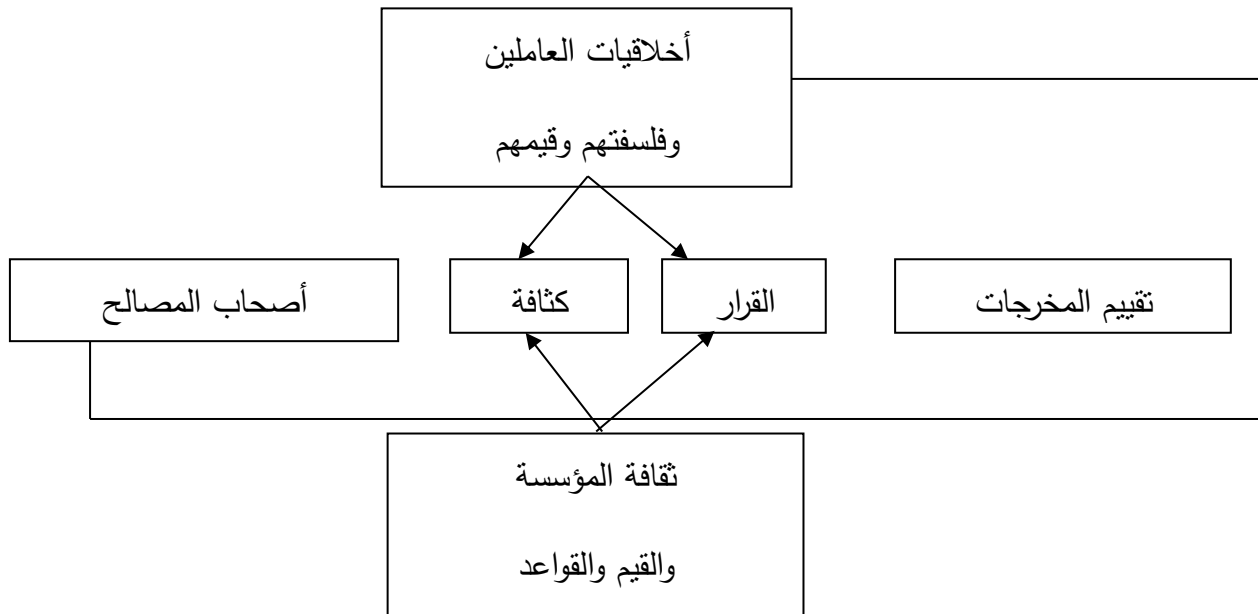 أخلاقيات العاملين
وفلسفتهم وقيمهم
أصحاب المصالح
كثافة
القرار
تقييم المخرجات
ثقافة المؤسسة
والقيم والقواعد